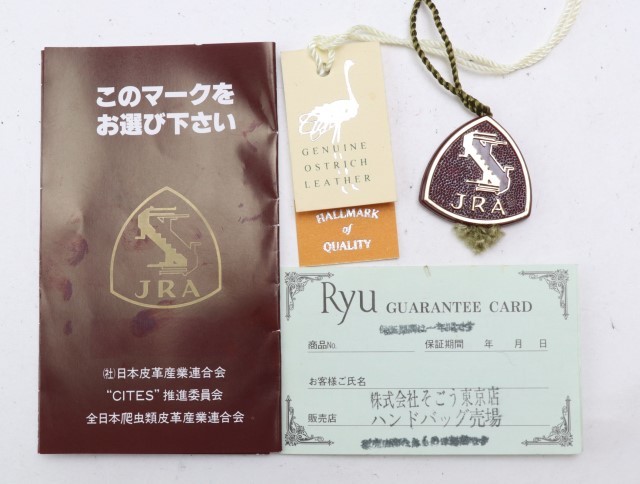 このマークを
お選び下さい
JRA
㈳日本皮革産業連合会
“CITES”推進委員会
全日本爬虫類皮革産業連合会
GENUINE
OSTRICH
LEATHER
HALLMARK
of
QUALITY
JRA
Ryu GUARANTEE CARD
商品No.
保証期間 年 月 日
お客様ご氏名
販売店
株式会社そごう東京店
ハンドバッグ売場